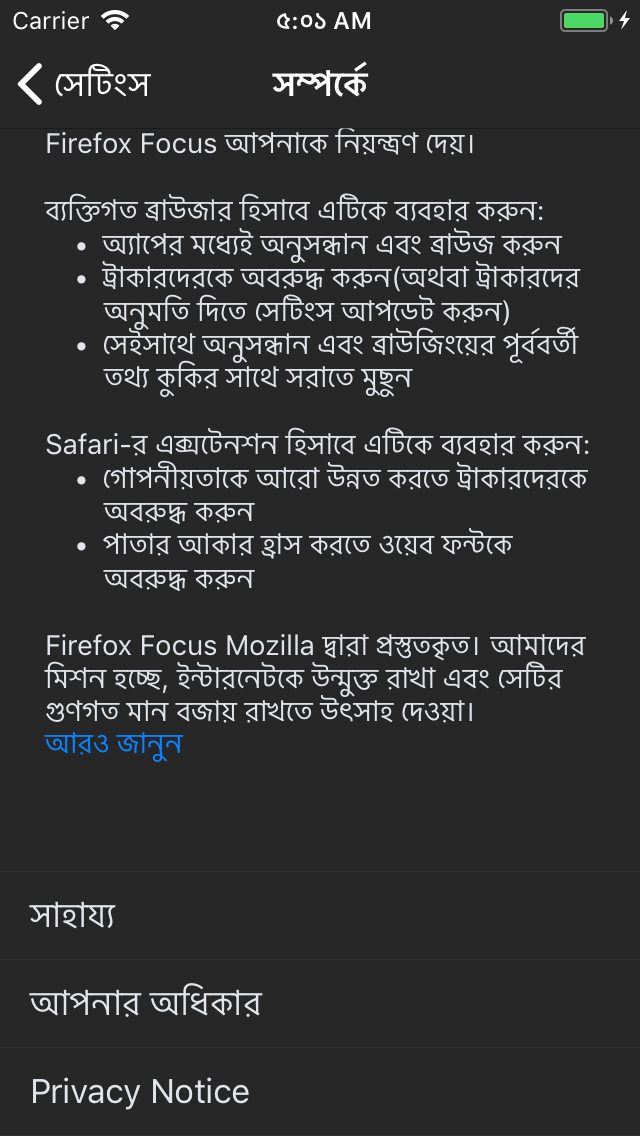 Carrier ৫:০১ AM
সেটিংস সম্পর্কে
Firefox Focus আপনাকে নিয়ন্ত্রণ দেয়।
ব্যক্তিগত ব্রাউজার হিসাবে এটিকে ব্যবহার করুন:
• অ্যাপের মধ্যেই অনুসন্ধান এবং ব্রাউজ করুন
• ট্রাকারদেরকে অবরুদ্ধ করুন(অথবা ট্রাকারদের
অনুমতি দিতে সেটিংস আপডেট করুন)
• সেইসাথে অনুসন্ধান এবং ব্রাউজিংয়ের পূর্ববর্তী
তথ্য কুকির সাথে সরাতে মুছুন
Safari-র এক্সটেনশন হিসাবে এটিকে ব্যবহার করুন:
• গোপনীয়তাকে আরো উন্নত করতে ট্রাকারদেরকে
অবরুদ্ধ করুন
• পাতার আকার হ্রাস করতে ওয়েব ফন্টকে
অবরুদ্ধ করুন
Firefox Focus Mozilla দ্বারা প্রস্তুতকৃত। আমাদের
মিশন হচ্ছে, ইন্টারনেটকে উন্মুক্ত রাখা এবং সেটির
গুণগত মান বজায় রাখতে উৎসাহ দেওয়া।
আরও জানুন
সাহায্য
আপনার অধিকার
Privacy Notice